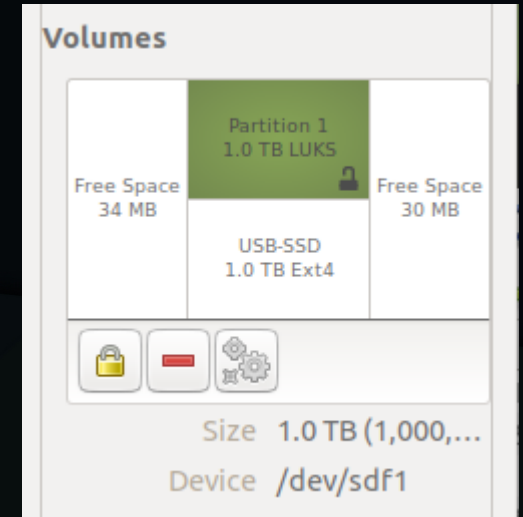 Volumes
Partition 1
1.0 TB LUKS
Free Space
34 MB
Free Space
30 MB
USB-SSD
1.0 TB Ext4
Size 1.0 TB (1,000,...
Device /dev/sdf1